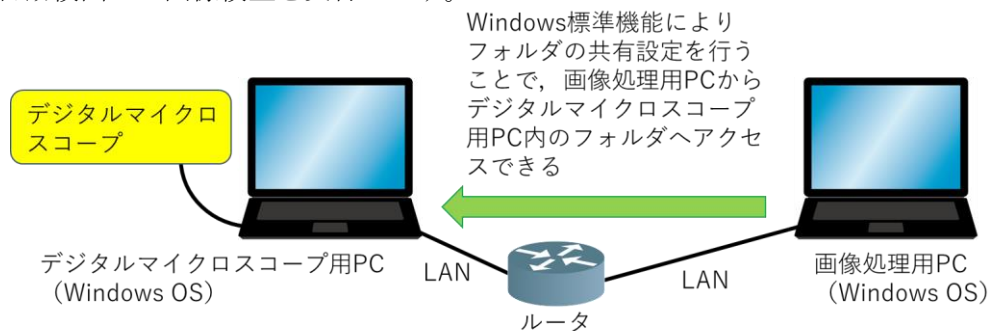 Windows標準機能により
フォルダの共有設定を行う
ことで，画像処理用PCから
デジタルマイクロスコープ
用PC内のフォルダへアクセ
スできる
デジタルマイクロ
スコープ
デジタルマイクロスコープ用PC
（Windows OS）
LAN
ルータ
LAN
画像処理用PC
（Windows OS）